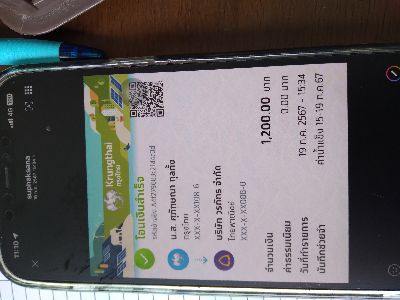 11:10
4G
suphaksana
19 ก.ค. 2567 15:34
Krungthai
กรุงไทย
โอนเงินสำเร็จ
รหัสอ้างอิง
น.ส. ศุภักษณา กุลทั้ง
กรุงไทย
XXX-X-XX108-6
บริษัท วรภัทร จำกัด
ไทยพาณิชย์
XXX-X-XX086-0
จำนวนเงิน 1,200.00 บาท
ค่าธรรมเนียม 0.00 บาท
วันที่ทำรายการ 19 ก.ค. 2567 - 15:34
บันทึกช่วยจำ ค่าน้ำแข็ง 15-19 ก.ค.67